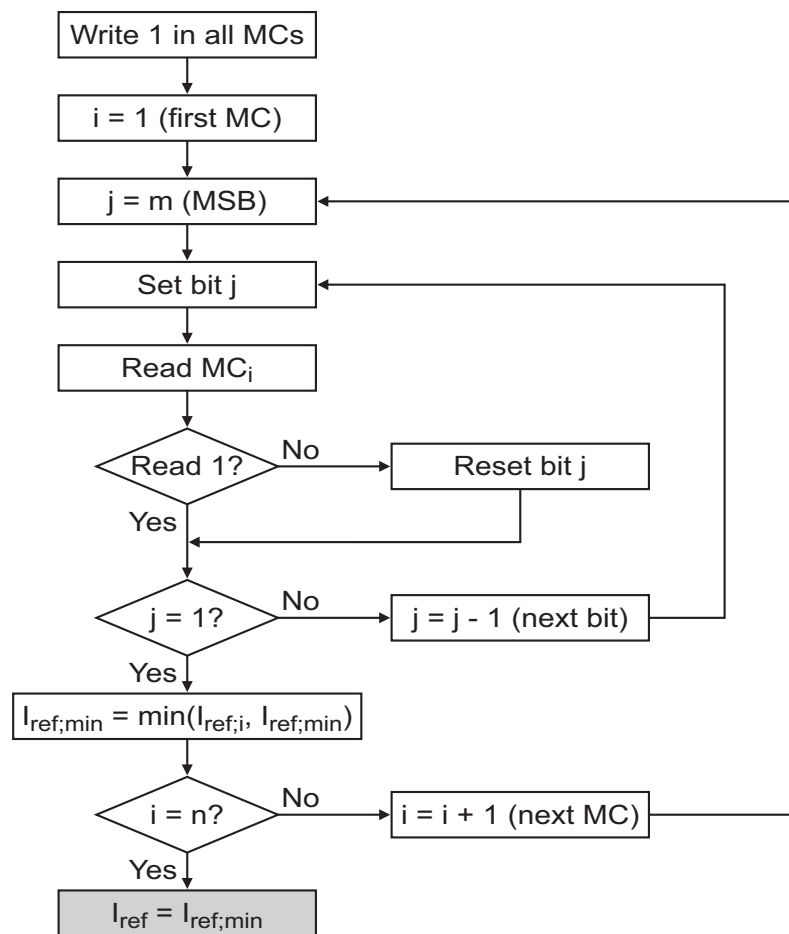 Write 1 in all MCs
i = 1 (first MC)
j = m (MSB)
Set bit j
Read MCi
Read 1?
No
Reset bit j
Yes
j = 1?
No
j = j - 1 (next bit)
Yes
Iref;min = min(Iref;i, Iref;min)
i = n?
No
i = i + 1 (next MC)
Yes
Iref = Iref;min